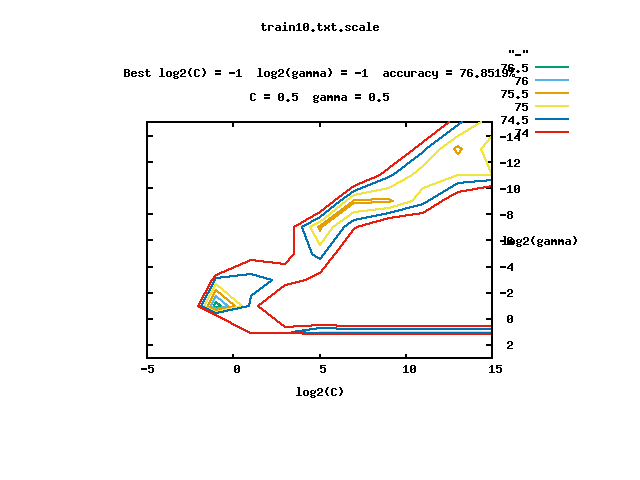 train10.txt.scale
"-"
Best log2(C) = -1  log2(gamma) = -1  accuracy = 76.8519%
C = 0.5  gamma = 0.5
76.5
76
75.5
75
74.5
74
-14
-12
-10
-8
-6
log2(gamma)
-4
-2
0
2
-5 0 5 10 15
log2(C)